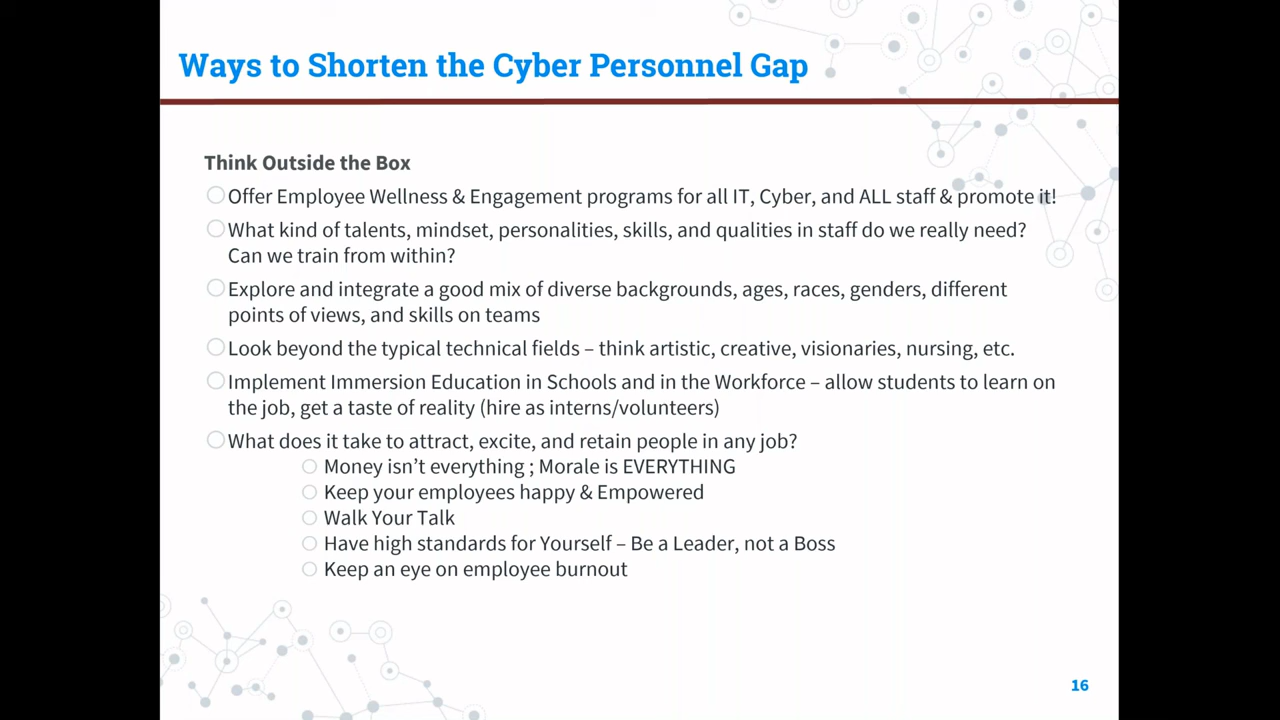 Ways to Shorten the Cyber Personnel Gap
Think Outside the Box
Offer Employee Wellness & Engagement programs for all IT, Cyber, and ALL staff & promote it!
What kind of talents, mindset, personalities, skills, and qualities in staff do we really need?
Can we train from within?
Explore and integrate a good mix of diverse backgrounds, ages, races, genders, different
points of views, and skills on teams
Look beyond the typical technical fields – think artistic, creative, visionaries, nursing, etc.
Implement Immersion Education in Schools and in the Workforce – allow students to learn on
the job, get a taste of reality (hire as interns/volunteers)
What does it take to attract, excite, and retain people in any job?
Money isn’t everything ; Morale is EVERYTHING
Keep your employees happy & Empowered
Walk Your Talk
Have high standards for Yourself – Be a Leader, not a Boss
Keep an eye on employee burnout
16